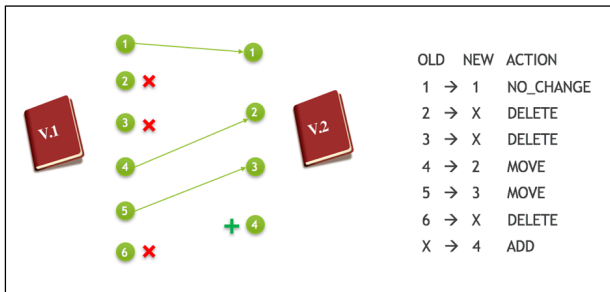 1
1
2
3
4
5
6
2
3
4
V.1
V.2
OLD NEW ACTION
1 → 1 NO_CHANGE
2 → X DELETE
3 → X DELETE
4 → 2 MOVE
5 → 3 MOVE
6 → X DELETE
X → 4 ADD